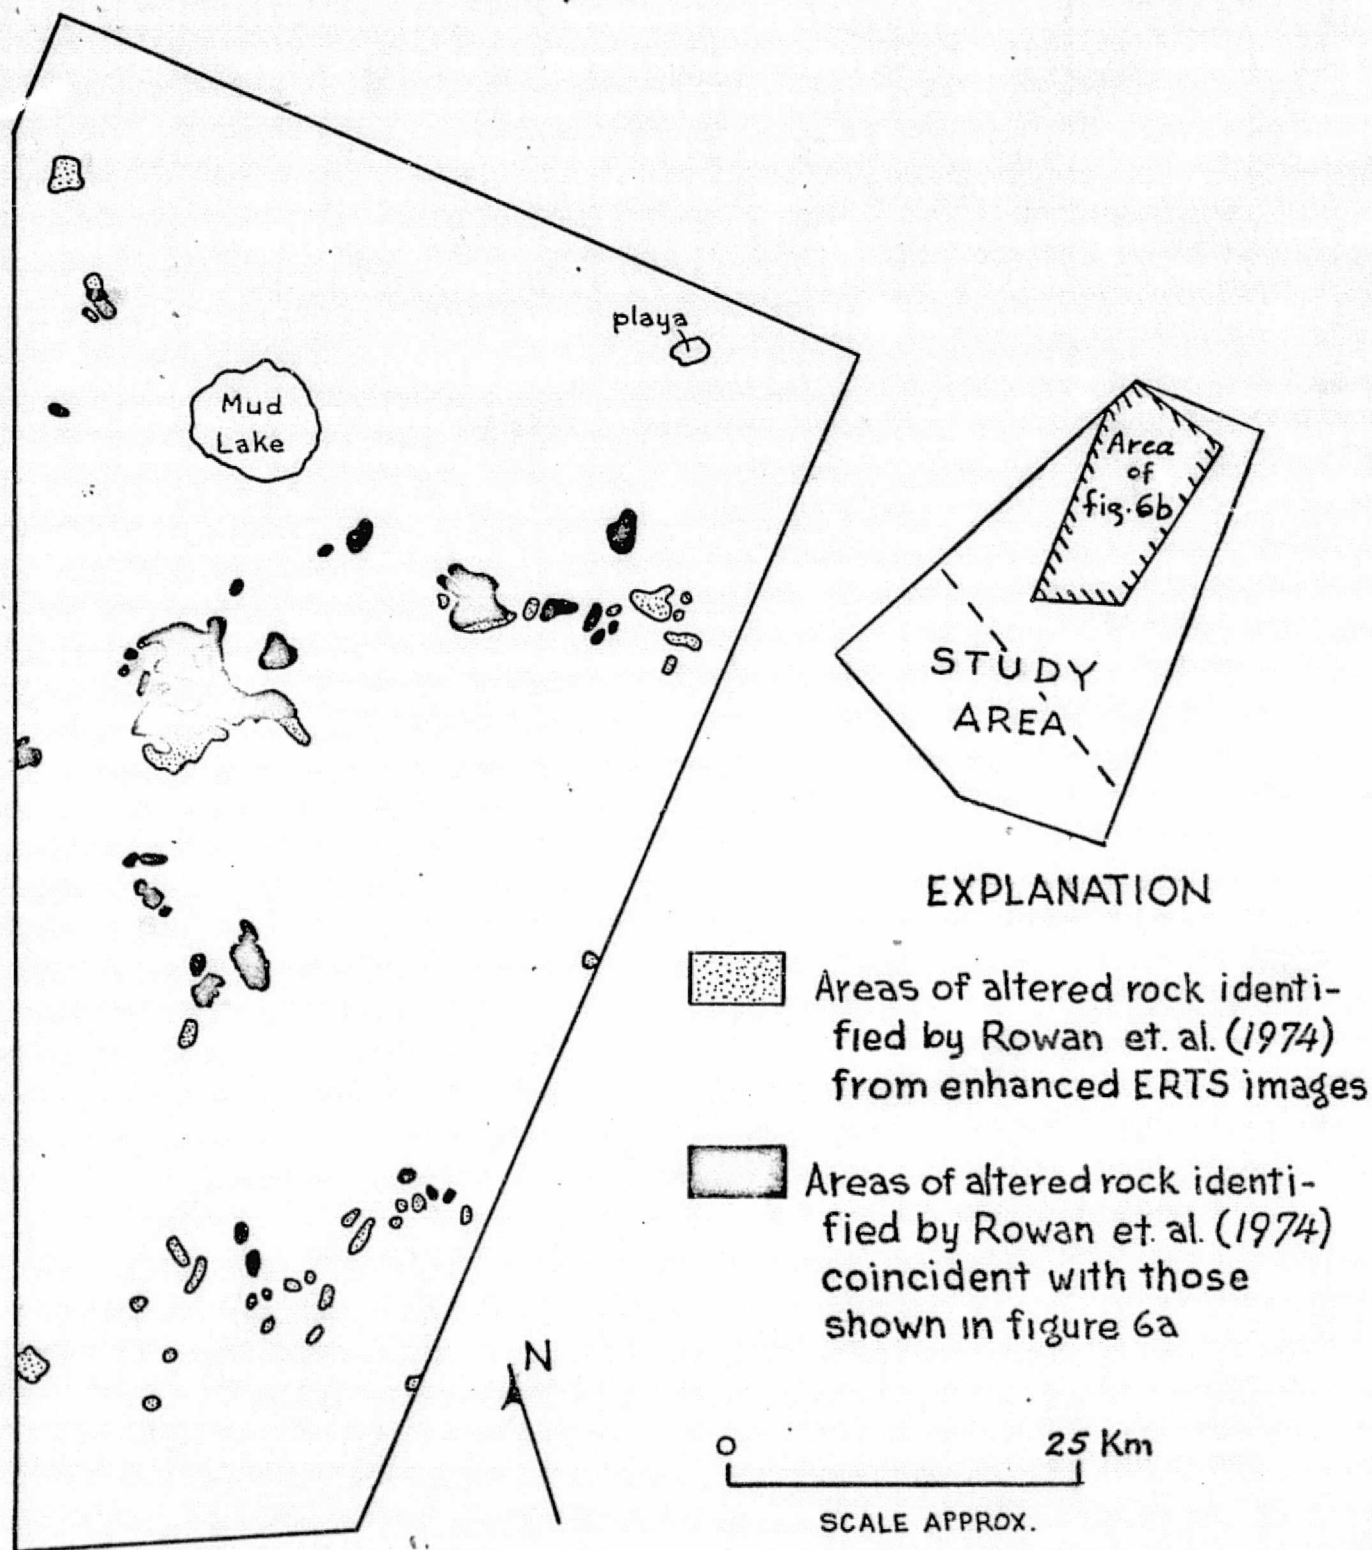 playa
Mud
Lake
Area
of
fig. 6b
STUDY
AREA
EXPLANATION
Areas of altered rock identi-
fied by Rowan et. al. (1974)
from enhanced ERTS images
Areas of altered rock identi-
fied by Rowan et. al. (1974)
coincident with those
shown in figure 6a
N
0 25 Km
SCALE APPROX.